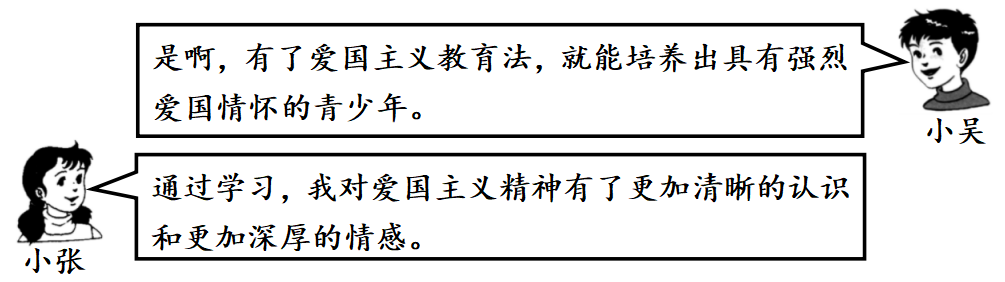 是啊，有了爱国主义教育法，就能培养出具有强烈
爱国情怀的青少年。
小吴
通过学习，我对爱国主义精神有了更加清晰的认识
和更加深厚的情感。
小张